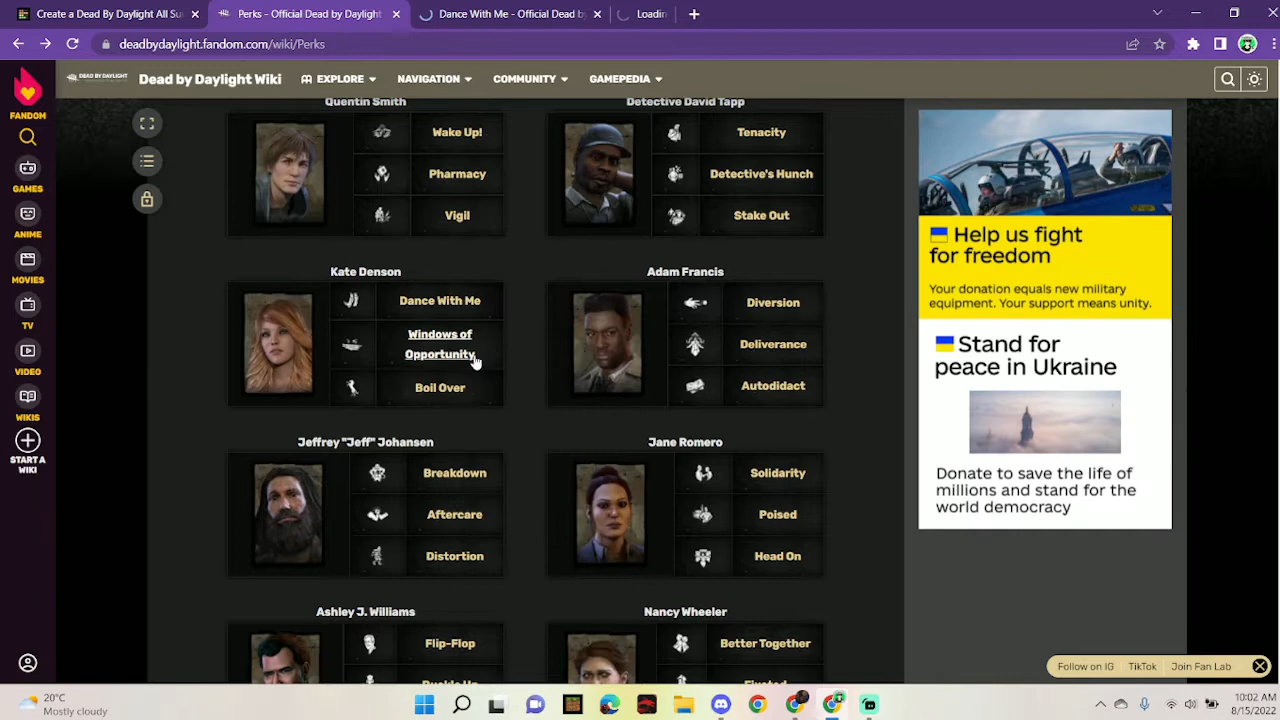 Create a DeadByDaylight All Su
Perks - Official Dead by Daylight
Dance With Me - Official Dead by
Loadin
deadbydaylight.fandom.com/wiki/Perks
FANDOM
GAMES
ANIME
MOVIES
TV
VIDEO
WIKIS
START A
WIKI
DEAD BY DAYLIGHT
Dead by Daylight Wiki
EXPLORE
NAVIGATION
COMMUNITY
GAMEPEDIA
Quentin Smith
Wake Up!
Pharmacy
Vigil
Detective David Tapp
Tenacity
Detective's Hunch
Stake Out
Kate Denson
Dance With Me
Windows of
Opportunity
Boil Over
Adam Francis
Diversion
Deliverance
Autodidact
Jeffrey "Jeff" Johansen
Breakdown
Aftercare
Distortion
Jane Romero
Solidarity
Poised
Head On
Ashley J. Williams
Flip-Flop
Nancy Wheeler
Better Together
Help us fight
for freedom
Your donation equals new military
equipment. Your support means unity.
Stand for
peace in Ukraine
Donate to save the life of
millions and stand for the
world democracy
Follow on IG
TikTok
Join Fan Lab
20°C
Mostly cloudy
10:02 AM
8/15/2022